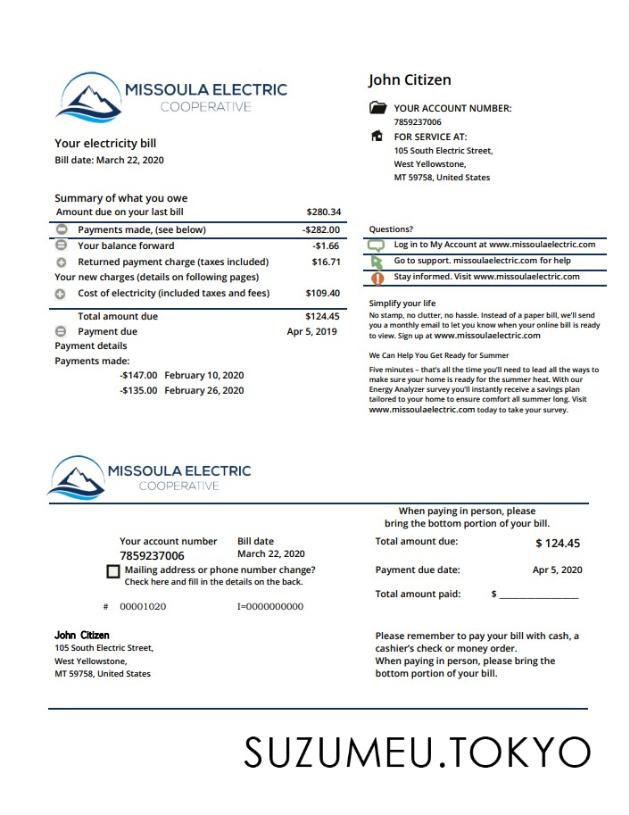 MISSOULA ELECTRIC
COOPERATIVE
Your electricity bill
Bill date: March 22, 2020
John Citizen
YOUR ACCOUNT NUMBER:
7859237006
FOR SERVICE AT:
105 South Electric Street,
West Yellowstone,
MT 59758, United States
Summary of what you owe
Amount due on your last bill $280.34
Payments made, (see below) -$282.00
Your balance forward -$1.66
Returned payment charge (taxes included) $16.71
Your new charges (details on following pages)
Cost of electricity (included taxes and fees) $109.40
Total amount due $124.45
Payment due Apr 5, 2019
Payment details
Payments made:
-$147.00 February 10, 2020
-$135.00 February 26, 2020
Questions?
Log in to My Account at www.missoulaelectric.com
Go to support. missoulaelectric.com for help
Stay informed. Visit www.missoulaelectric.com
Simplify your life
No stamp, no clutter, no hassle. Instead of a paper bill, we'll send
you a monthly email to let you know when your online bill is ready
to view. Sign up at www.missoulaelectric.com
We Can Help You Get Ready for Summer
Five minutes – that's all the time you'll need to lead all the ways to
make sure your home is ready for the summer heat. With our
Energy Analyzer survey you'll instantly receive a savings plan
tailored to your home to ensure comfort all summer long. Visit
www.missoulaelectric.com today to take your survey.
MISSOULA ELECTRIC
COOPERATIVE
When paying in person, please
bring the bottom portion of your bill.
Your account number Bill date
7859237006 March 22, 2020
Mailing address or phone number change?
Check here and fill in the details on the back.
# 00001020 I=0000000000
Total amount due: $ 124.45
Payment due date: Apr 5, 2020
Total amount paid: $ ________________
John Citizen
105 South Electric Street,
West Yellowstone,
MT 59758, United States
Please remember to pay your bill with cash, a
cashier's check or money order.
When paying in person, please bring the
bottom portion of your bill.
SUZUMEU.TOKYO